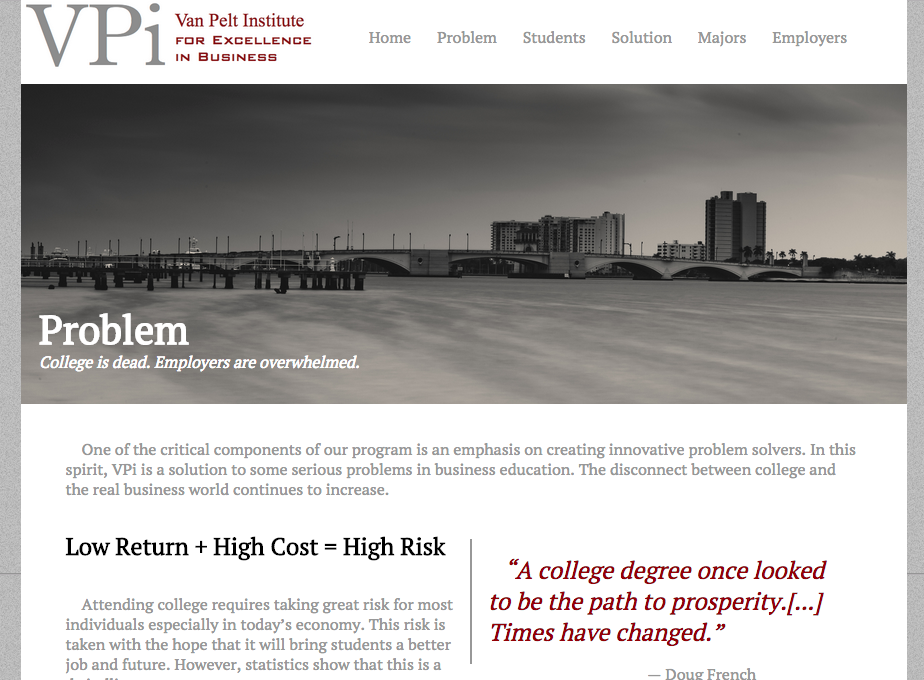 VPi
Van Pelt Institute
for Excellence
in Business
Home Problem Students Solution Majors Employers
Problem
College is dead. Employers are overwhelmed.
One of the critical components of our program is an emphasis on creating innovative problem solvers. In this
spirit, VPi is a solution to some serious problems in business education. The disconnect between college and
the real business world continues to increase.
Low Return + High Cost = High Risk
Attending college requires taking great risk for most
individuals especially in today’s economy. This risk is
taken with the hope that it will bring students a better
job and future. However, statistics show that this is a
“A college degree once looked
to be the path to prosperity.[...]
Times have changed.”
— Doug French